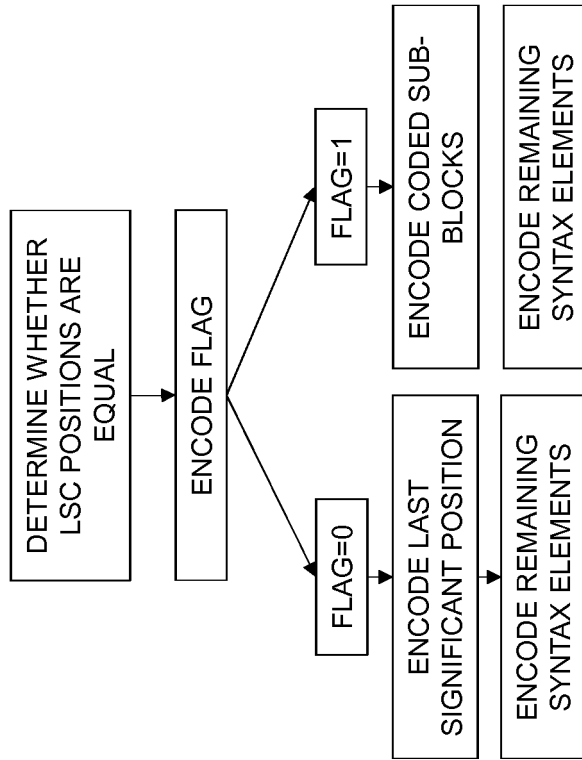 DETERMINE WHETHER
LSC POSITIONS ARE
EQUAL
ENCODE FLAG
FLAG=0
FLAG=1
ENCODE LAST
SIGNIFICANT POSITION
ENCODE CODED SUB-
BLOCKS
ENCODE REMAINING
SYNTAX ELEMENTS
ENCODE REMAINING
SYNTAX ELEMENTS